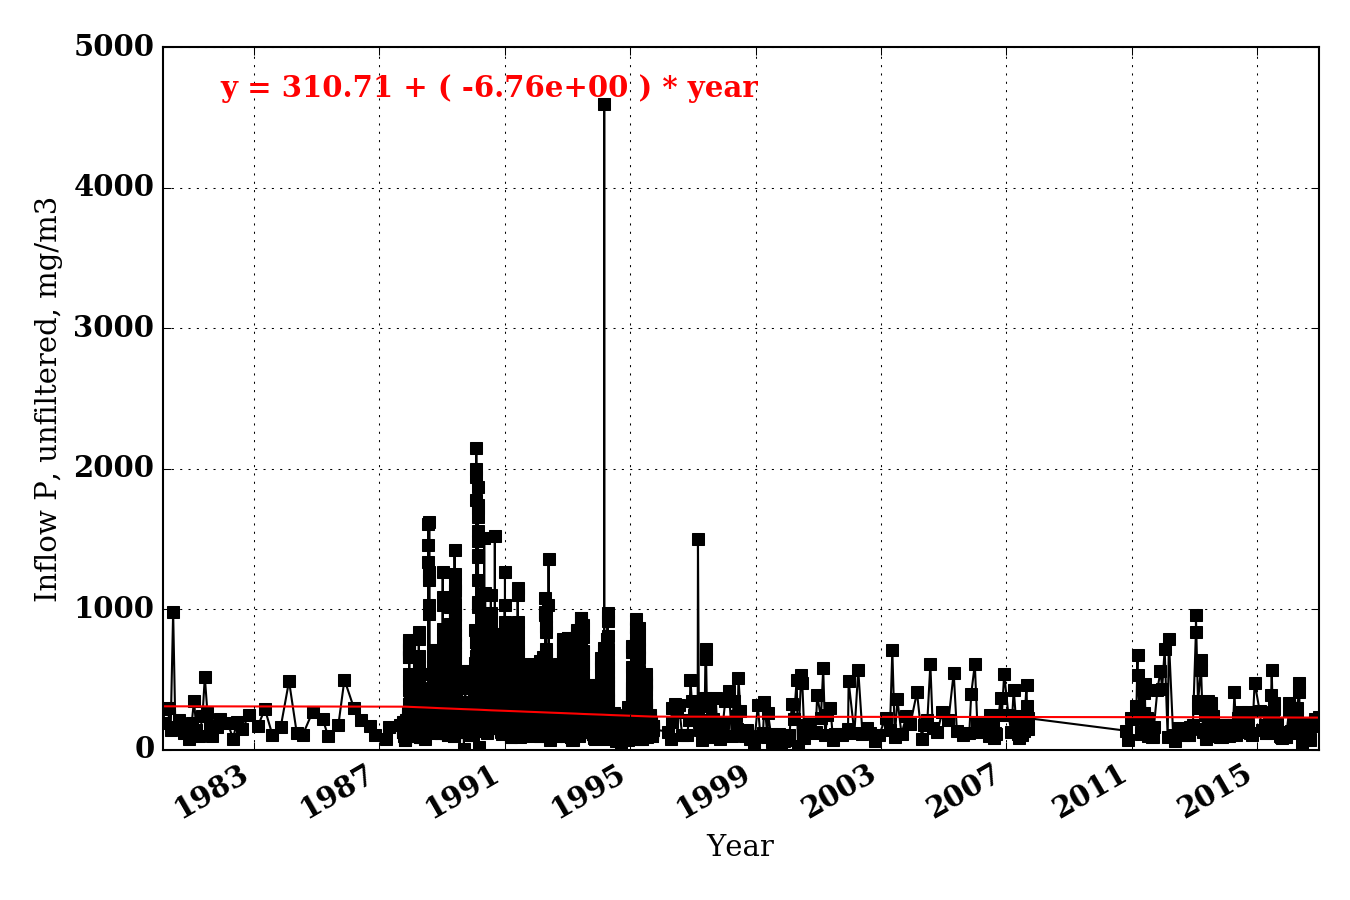 5000
y = 310.71 + ( -6.76e+00 ) * year
4000
3000
2000
1000
0
Inflow P, unfiltered, mg/m3
1983 1987 1991 1995 1999 2003 2007 2011 2015
Year